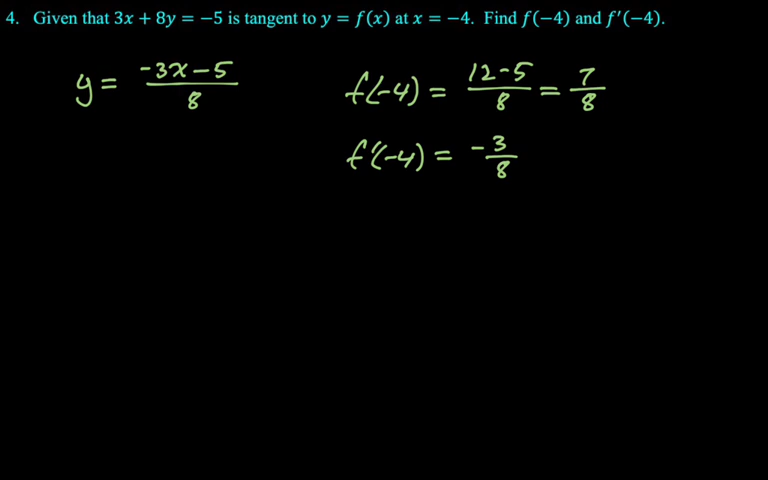 4. Given that 3x + 8y = −5 is tangent to y = f(x) at x = −4. Find f(−4) and f′(−4).
y = (-3x-5)/8
f(-4) = (12-5)/8 = 7/8
f'(-4) = -3/8